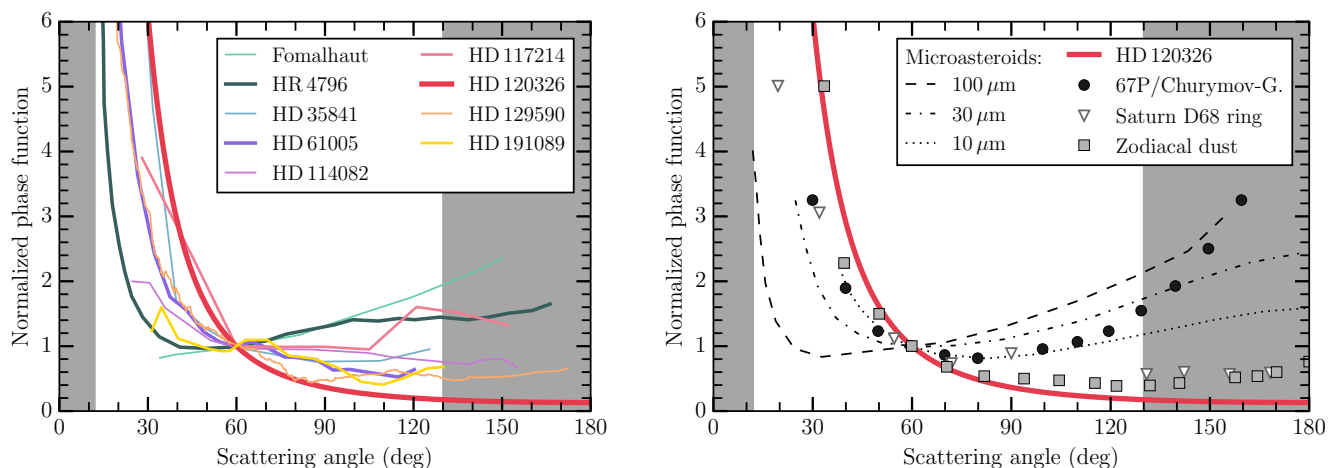 Normalized phase function
6
5
4
3
2
1
0
0 30 60 90 120 150 180
Scattering angle (deg)
Fomalhaut
HR 4796
HD 35841
HD 61005
HD 114082
HD 117214
HD 120326
HD 129590
HD 191089
Normalized phase function
6
5
4
3
2
1
0
0 30 60 90 120 150 180
Scattering angle (deg)
Microasteroids:
100 μm
30 μm
10 μm
HD 120326
67P/Churymov-G.
Saturn D68 ring
Zodiacal dust